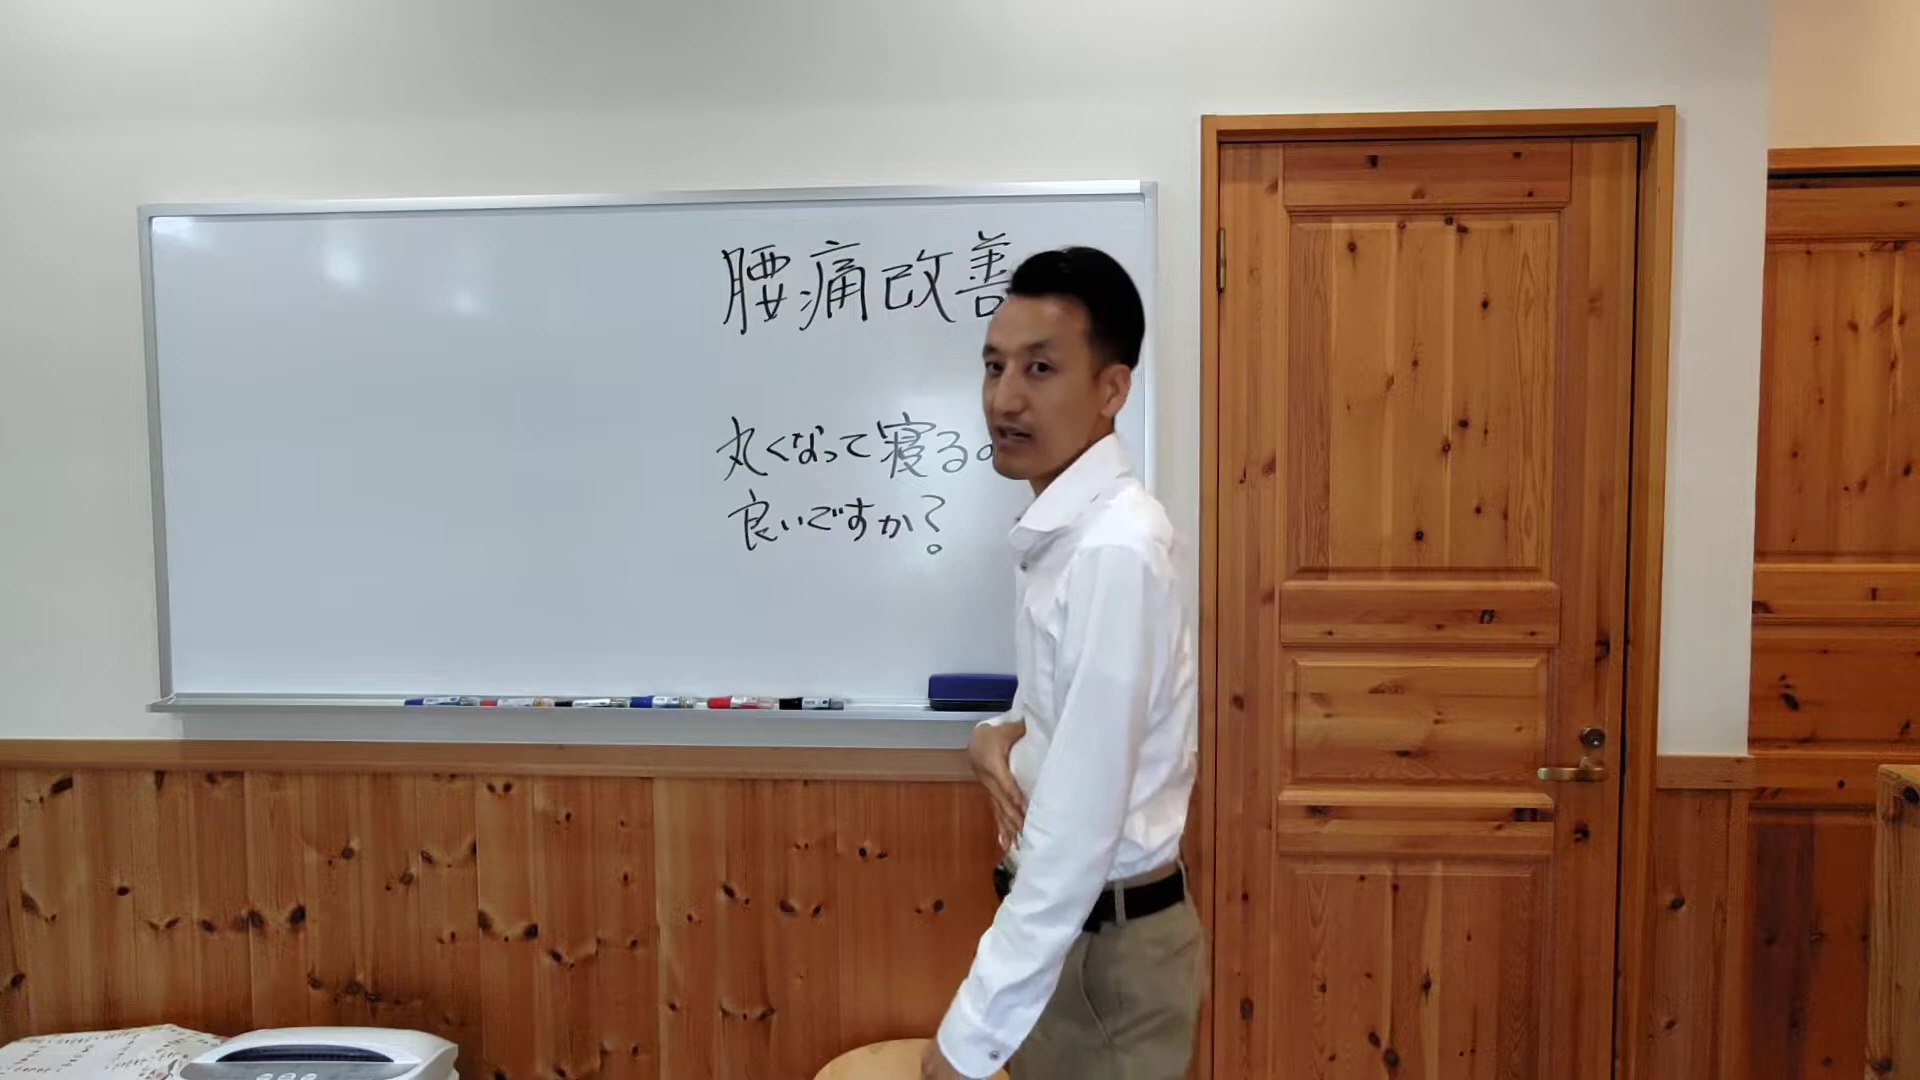 腰痛改善
丸くなって寝るの
良いですか?